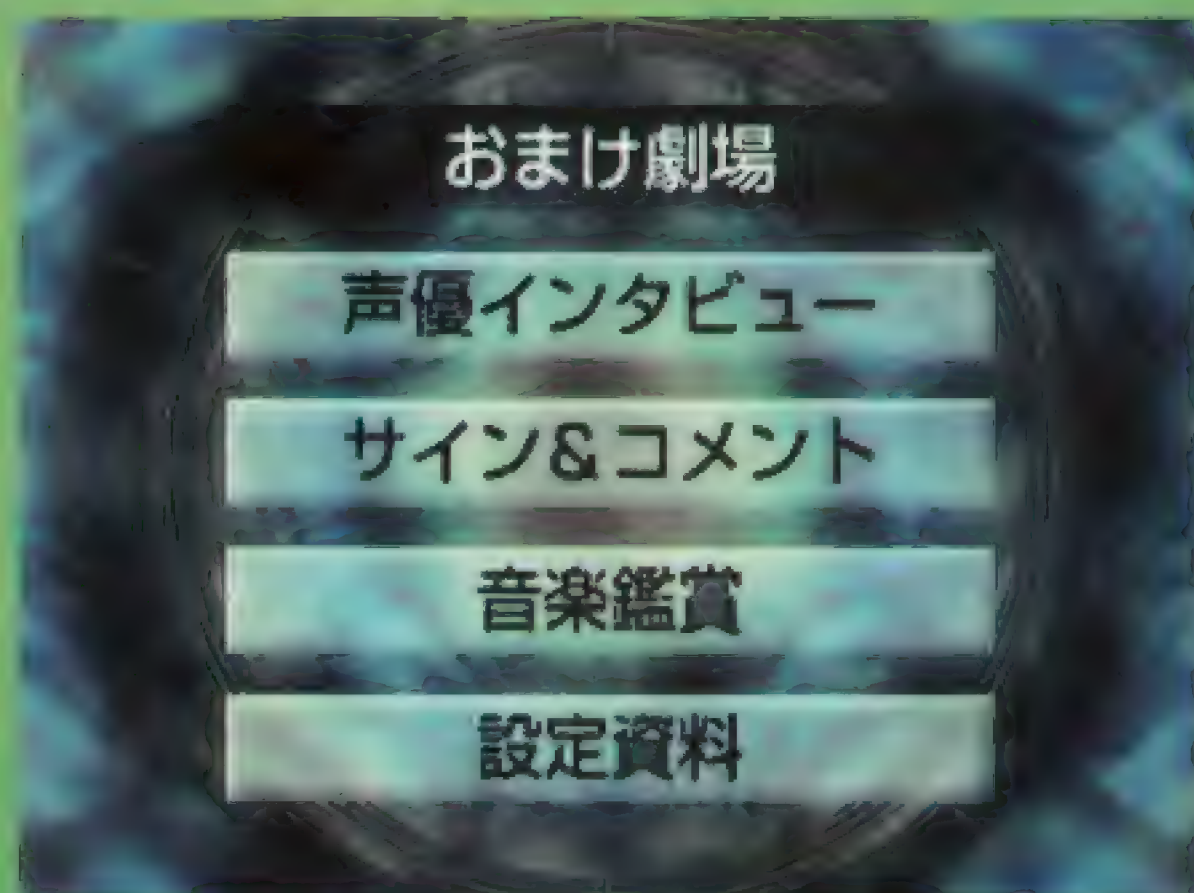 おまけ劇場
声優インタビュー
サイン&コメント
音楽鑑賞
設定資料